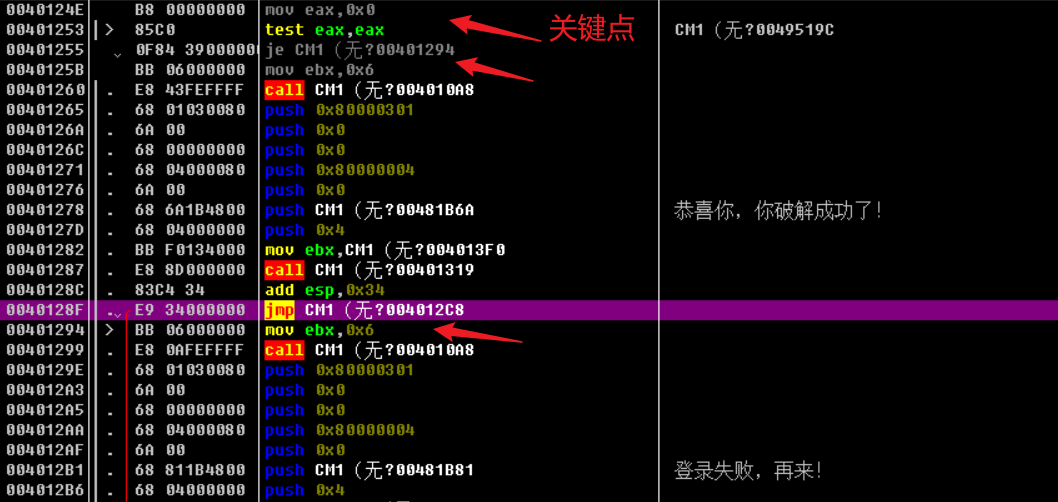 0040124E B8 00000000 mov eax,0x0
00401253 > 85C0 test eax,eax 关键点 CM1（无?0049519C
00401255 0F84 39000000 je CM1（无?00401294
0040125B BB 06000000 mov ebx,0x6
00401260 . E8 43FEFFFF call CM1（无?004010A8
00401265 . 68 01030080 push 0x80000301
0040126A . 6A 00 push 0x0
0040126C . 68 00000000 push 0x0
00401271 . 68 04000080 push 0x80000004
00401276 . 6A 00 push 0x0
00401278 . 68 6A1B4800 push CM1（无?00481B6A 恭喜你，你破解成功了！
0040127D . 68 04000000 push 0x4
00401282 . BB F0134000 mov ebx,CM1（无?004013F0
00401287 . E8 8D000000 call CM1（无?00401319
0040128C . 83C4 34 add esp,0x34
0040128F . E9 34000000 jmp CM1（无?004012C8
00401294 > BB 06000000 mov ebx,0x6
00401299 . E8 0AFEFFFF call CM1（无?004010A8
0040129E . 68 01030080 push 0x80000301
004012A3 . 6A 00 push 0x0
004012A5 . 68 00000000 push 0x0
004012AA . 68 04000080 push 0x80000004
004012AF . 6A 00 push 0x0
004012B1 . 68 811B4800 push CM1（无?00481B81 登录失败，再来！
004012B6 . 68 04000000 push 0x4